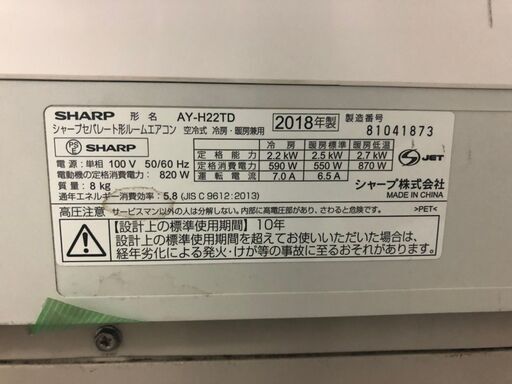 SHARP 形名 AY-H22TD 2018年製 製造番号
シャープセパレート形ルームエアコン 空冷式 冷房・暖房兼用 81041873
PS E SHARP
冷房 暖房標準 暖房低温
定格能力 2.2 kW 2.5 kW 2.7 kW
電源:単相 100 V 50/60 Hz 定格消費電力 590 W 550 W 870 W
電動機の定格消費電力 820 W 運転電流 7.0 A 6.5 A
S JET
質量:8 kg
シャープ株式会社
通年エネルギー消費効率:5.8 (JIS C 9612:2013)
MADE IN CHINA
高圧注意 サービスマン以外の人は分解しない。内部に高電圧部があり、さわると危険です。 >PET<
【設計上の標準使用期間】10年
設計上の標準使用期間を超えてお使いいただいた場合は、
経年劣化による発火・けが等の事故に至るおそれがあります。